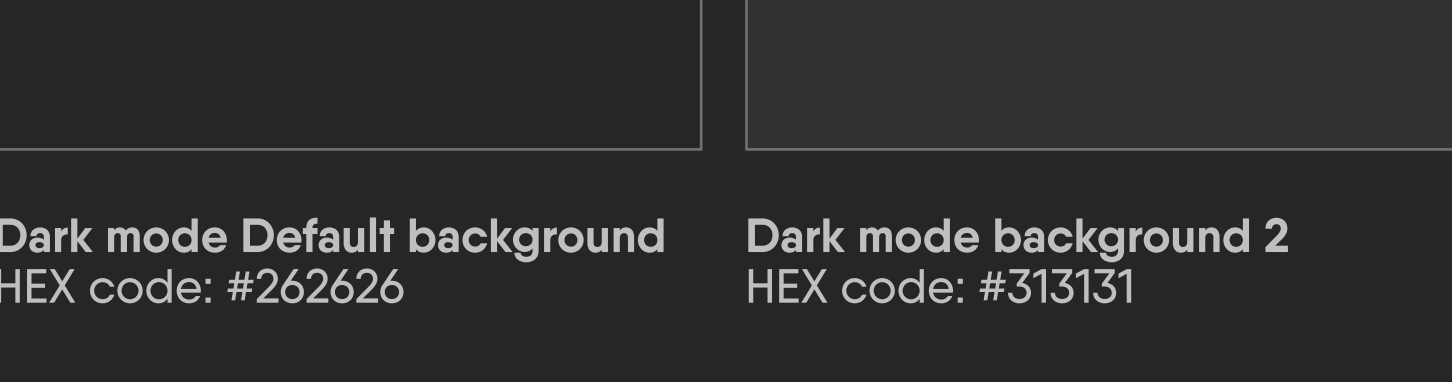 Dark mode Default background
HEX code: #262626
Dark mode background 2
HEX code: #313131